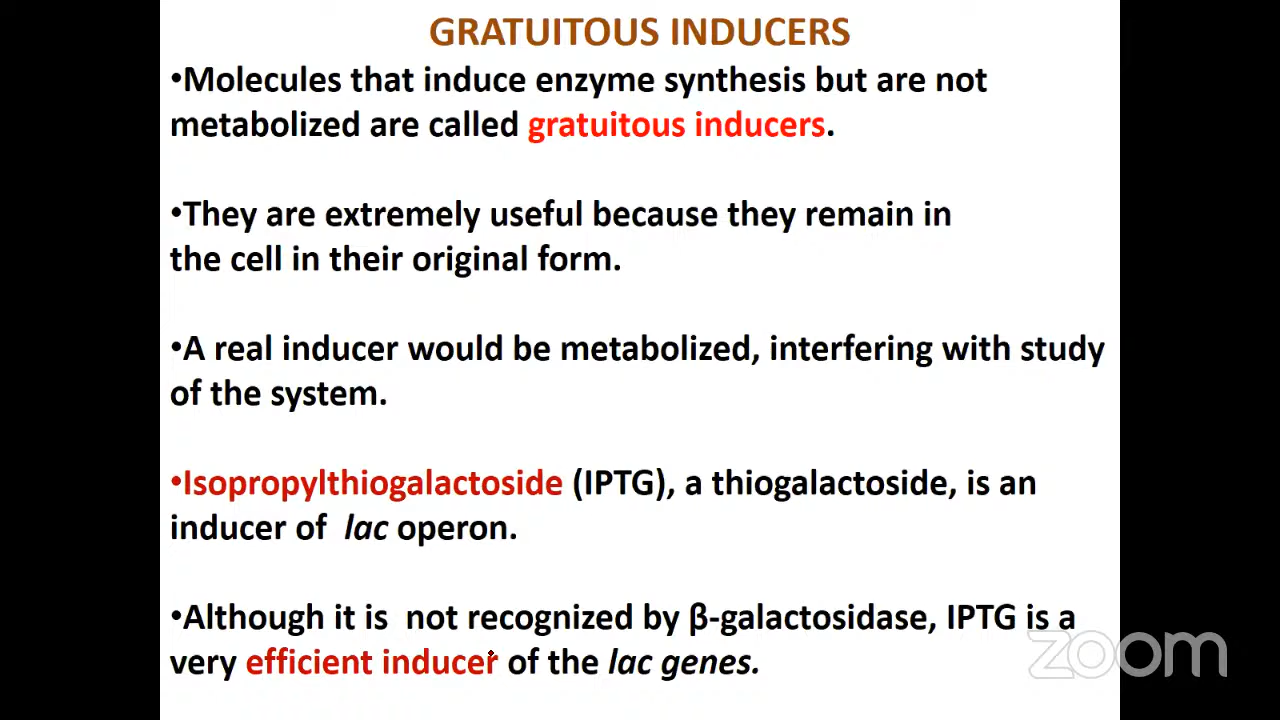 GRATUITOUS INDUCERS
•Molecules that induce enzyme synthesis but are not
metabolized are called gratuitous inducers.
•They are extremely useful because they remain in
the cell in their original form.
•A real inducer would be metabolized, interfering with study
of the system.
•Isopropylthiogalactoside (IPTG), a thiogalactoside, is an
inducer of lac operon.
•Although it is not recognized by β-galactosidase, IPTG is a
very efficient inducer of the lac genes.
zoom